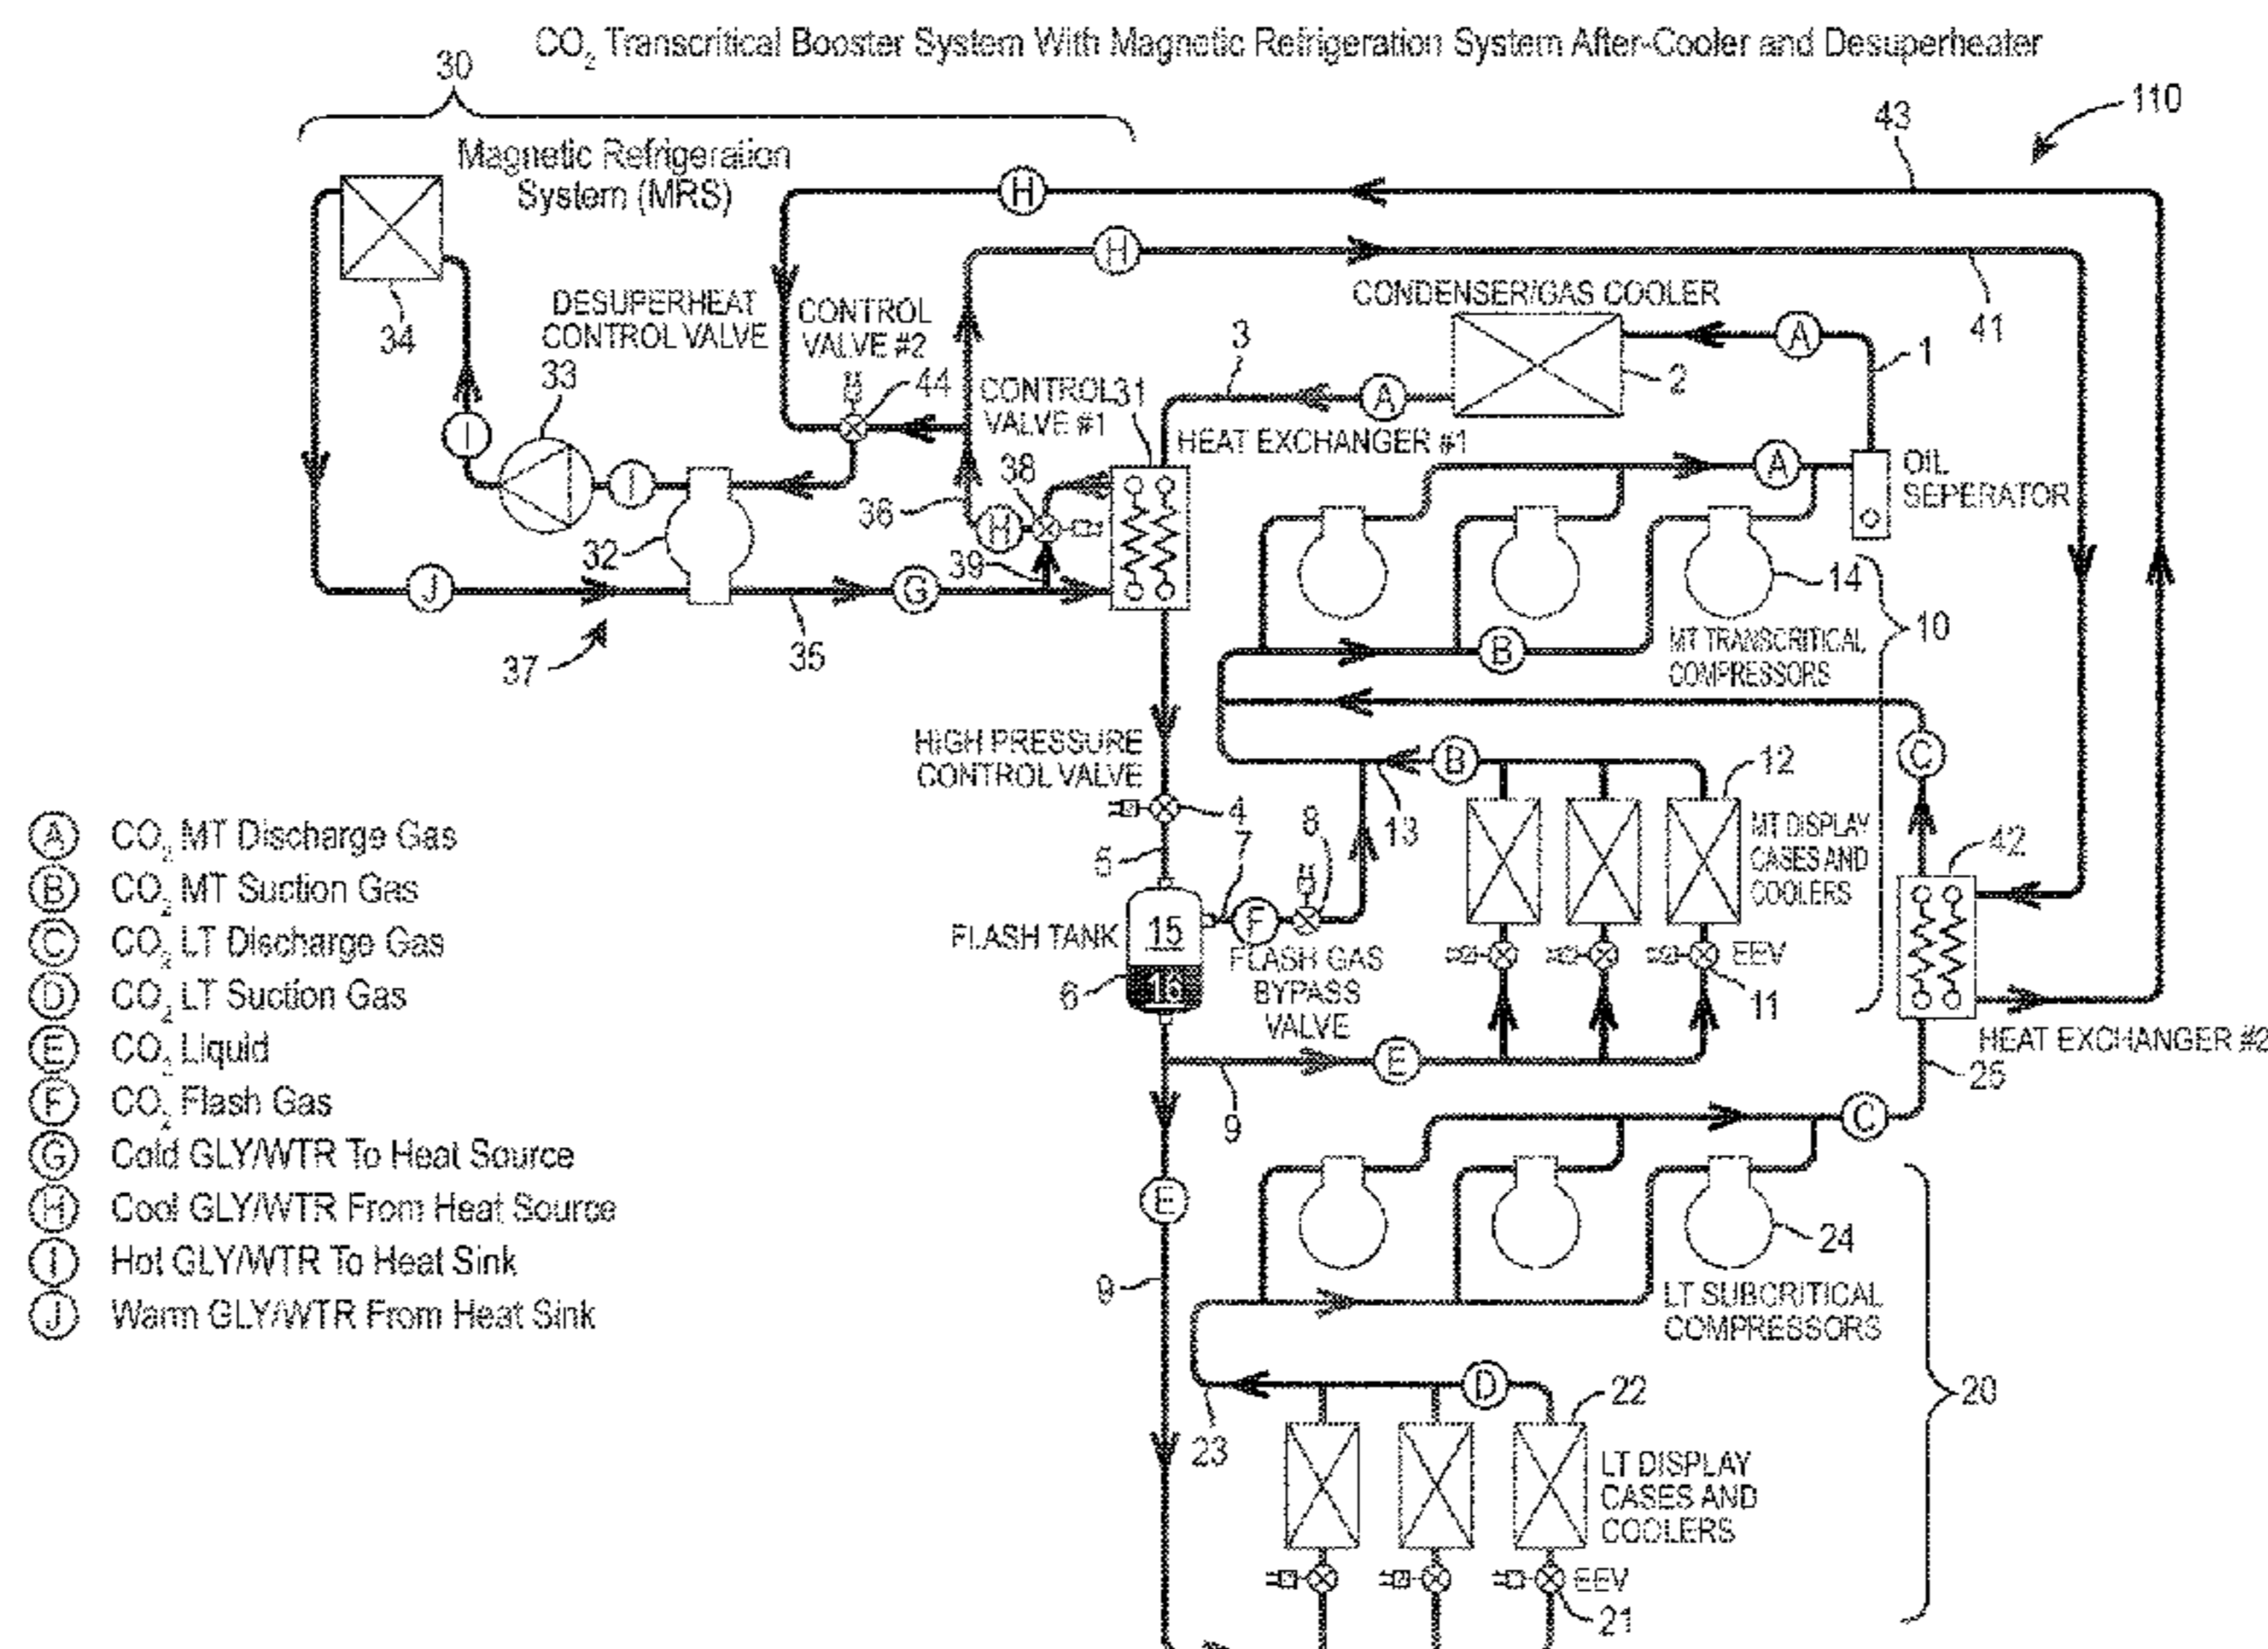 CO₂ Transcritical Booster System With Magnetic Refrigeration System After-Cooler and Desuperheater
30
110
43
Magnetic Refrigeration
System (MRS)
H
H
34
DESUPERHEAT
CONTROL VALVE
CONTROL
VALVE #2
CONDENSER/GAS COOLER
41
3
A
1
2
33
44
CONTROL
VALVE #1
31
A
I
HEAT EXCHANGER #1
38
A
OIL
SEPERATOR
I
36
H
32
39
14
J
G
10
37
35
B
MT TRANSCRITICAL
COMPRESSORS
HIGH PRESSURE
CONTROL VALVE
B
C
12
4
13
8
MT DISPLAY
CASES AND
COOLERS
42
5
7
FLASH TANK
15
F
6
16
FLASH GAS
BYPASS
VALVE
EEV
11
E
HEAT EXCHANGER #2
25
9
C
E
24
9
LT SUBCRITICAL
COMPRESSORS
D
22
20
23
LT DISPLAY
CASES AND
COOLERS
EEV
21
A CO₂ MT Discharge Gas
B CO₂ MT Suction Gas
C CO₂ LT Discharge Gas
D CO₂ LT Suction Gas
E CO₂ Liquid
F CO₂ Flash Gas
G Cold GLY/WTR To Heat Source
H Cool GLY/WTR From Heat Source
I Hot GLY/WTR To Heat Sink
J Warm GLY/WTR From Heat Sink